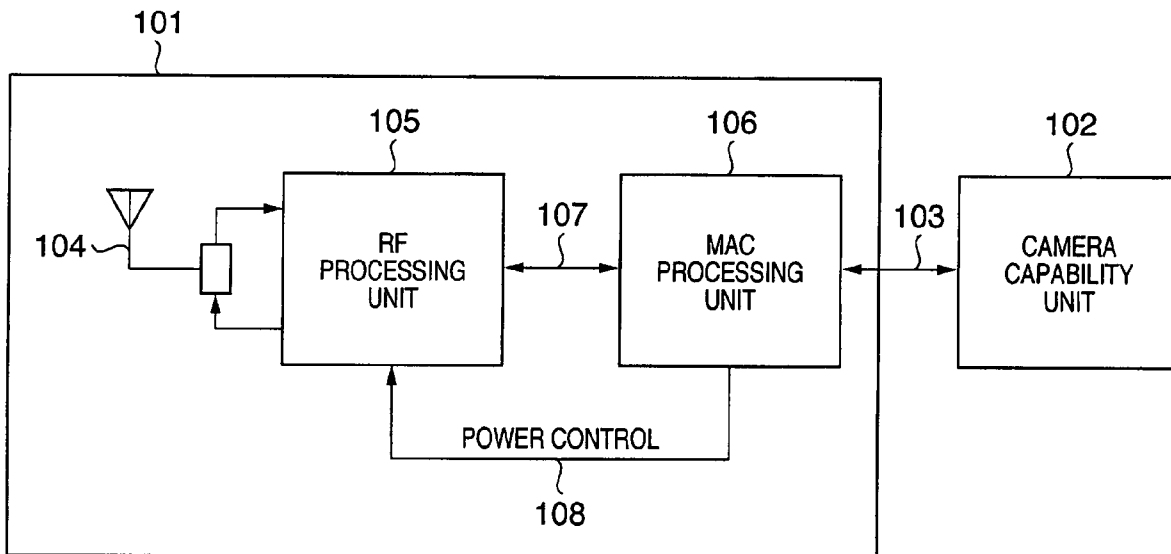 101
105
106
102
104
107
103
RF
PROCESSING
UNIT
MAC
PROCESSING
UNIT
CAMERA
CAPABILITY
UNIT
POWER CONTROL
108